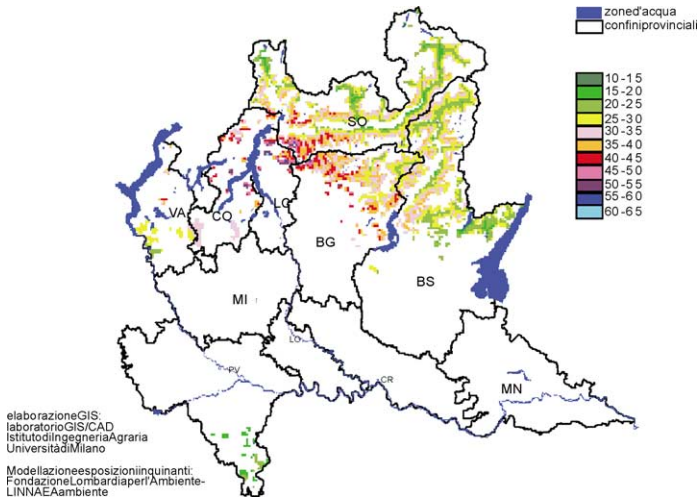 zoned'acqua
confiniprovinciali
10-15
15-20
20-25
25-30
30-35
35-40
40-45
45-50
50-55
55-60
60-65
SO
VA
CO
LC
BG
BS
MI
LO
PV
CR
MN
elaborazioneGIS:
laboratorioGIS/CAD
IstitutodiIngegneriaAgraria
UniversitàdiMilano
Modellazioneesposizioniinquinanti:
FondazioneLombardiaperl'Ambiente-
LINNAEAambiente